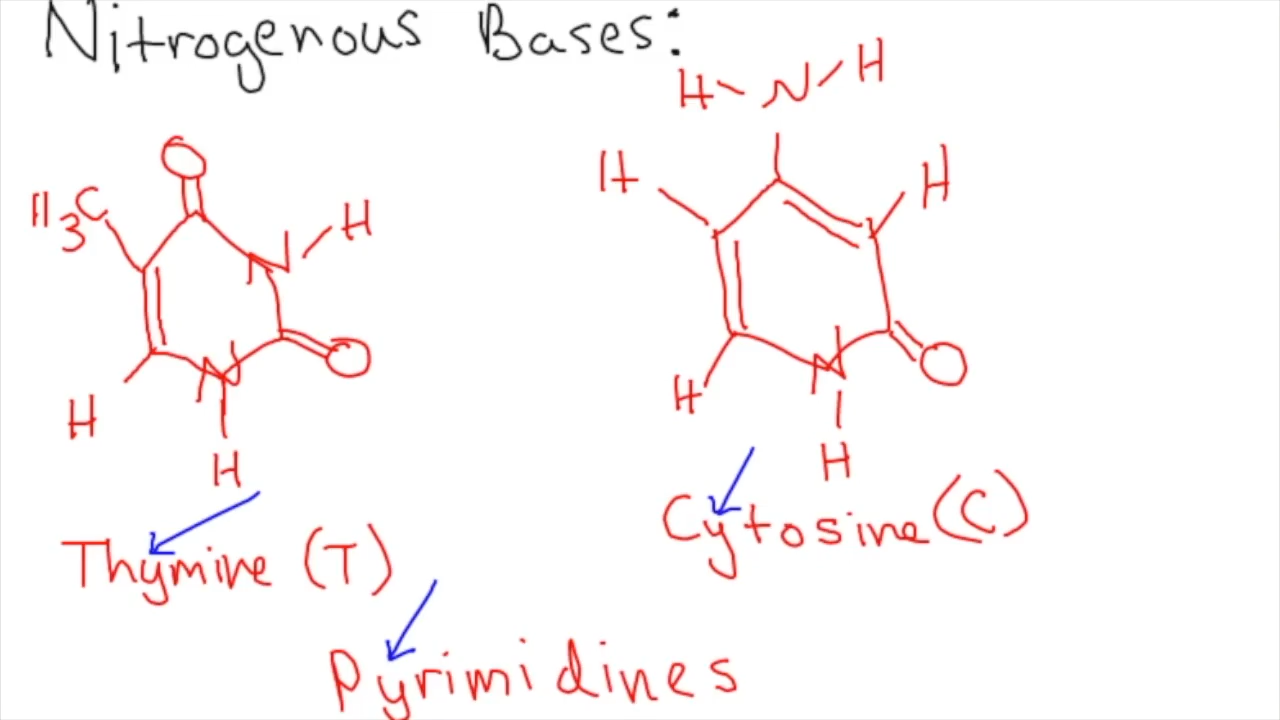 Nitrogenous Bases:
H N H
O
H₃C
N H
O
H
N
H
H
H
O
H
N
H
Thymine (T)
Cytosine (C)
Pyrimidines